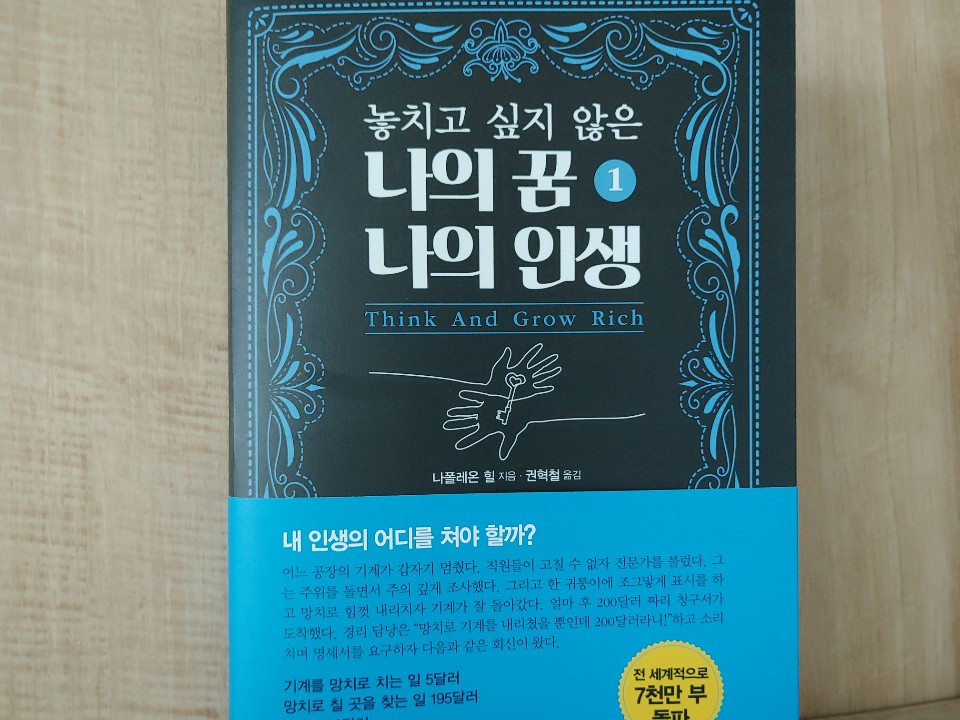 놓치고 싶지 않은
나의 꿈 1
나의 인생
Think And Grow Rich
나폴레온 힐 지음 · 권혁철 옮김
내 인생의 어디를 쳐야 할까?
어느 공장의 기계가 갑자기 멈췄다. 직원들이 고칠 수 없자 전문가를 불렀다. 그
는 주위를 돌면서 주의 깊게 조사했다. 그리고 한 귀퉁이에 조그맣게 표시를 하
고 망치로 힘껏 내리치자 기계가 잘 돌아갔다. 얼마 후 200달러 짜리 청구서가
도착했다. 경리 담당은 "망치로 기계를 내리쳤을 뿐인데 200달러라니!"하고 소리
치며 명세서를 요구하자 다음과 같은 회신이 왔다.
기계를 망치로 치는 일 5달러
망치로 칠 곳을 찾는 일 195달러
전 세계적으로
7천만 부
돌파